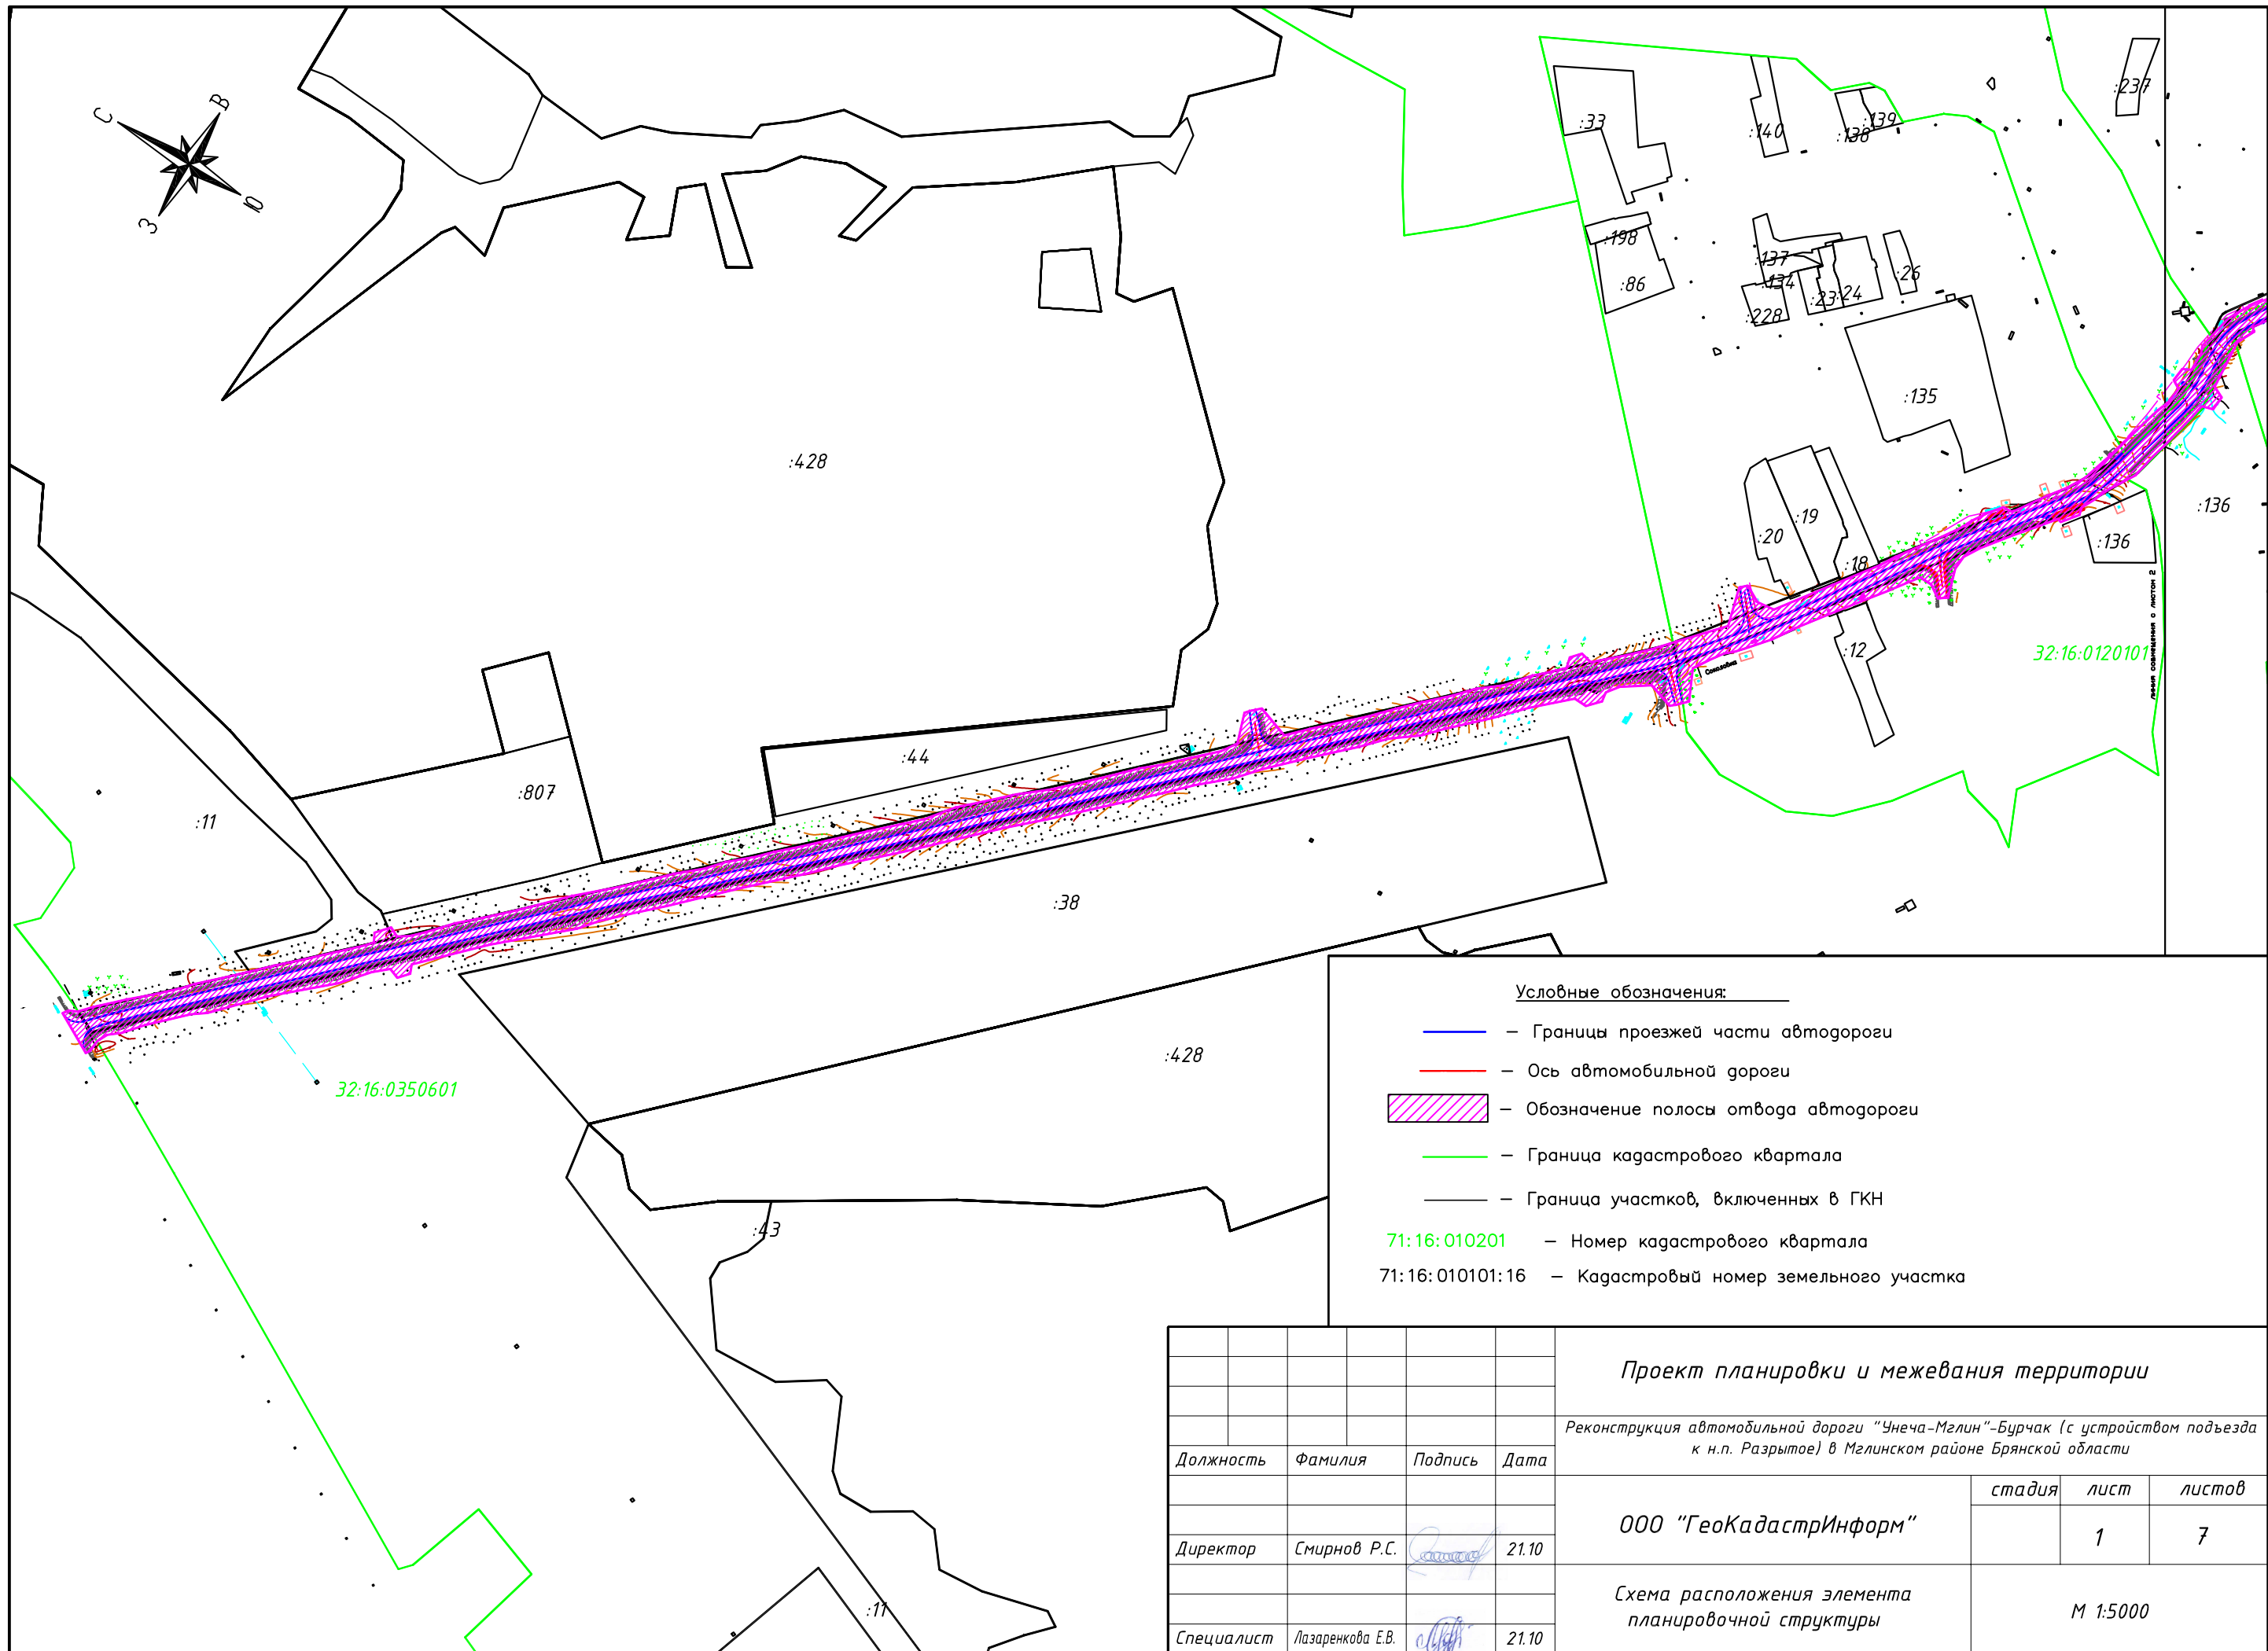 С
В
З
Ю
:237
:33
:140
:139
:138
:198
:137
:26
:134
:86
:23
:24
:228
:135
:428
:136
:19
:20
:136
:18
:12
32:16:0120101
линия совмещения с листом 2
:44
:807
:11
:38
:428
32:16:0350601
:43
:11
Условные обозначения:
– Границы проезжей части автодороги
– Ось автомобильной дороги
– Обозначение полосы отвода автодороги
– Граница кадастрового квартала
– Граница участков, включенных в ГКН
71:16:010201 – Номер кадастрового квартала
71:16:010101:16 – Кадастровый номер земельного участка
Проект планировки и межевания территории
Реконструкция автомобильной дороги "Унеча-Мглин"-Бурчак (с устройством подъезда
к н.п. Разрытое) в Мглинском районе Брянской области
Должность Фамилия Подпись Дата
стадия лист листов
ООО "ГеоКадастрИнформ"
1 7
Директор Смирнов Р.С. 21.10
Схема расположения элемента
планировочной структуры
М 1:5000
Специалист Лазаренкова Е.В. 21.10